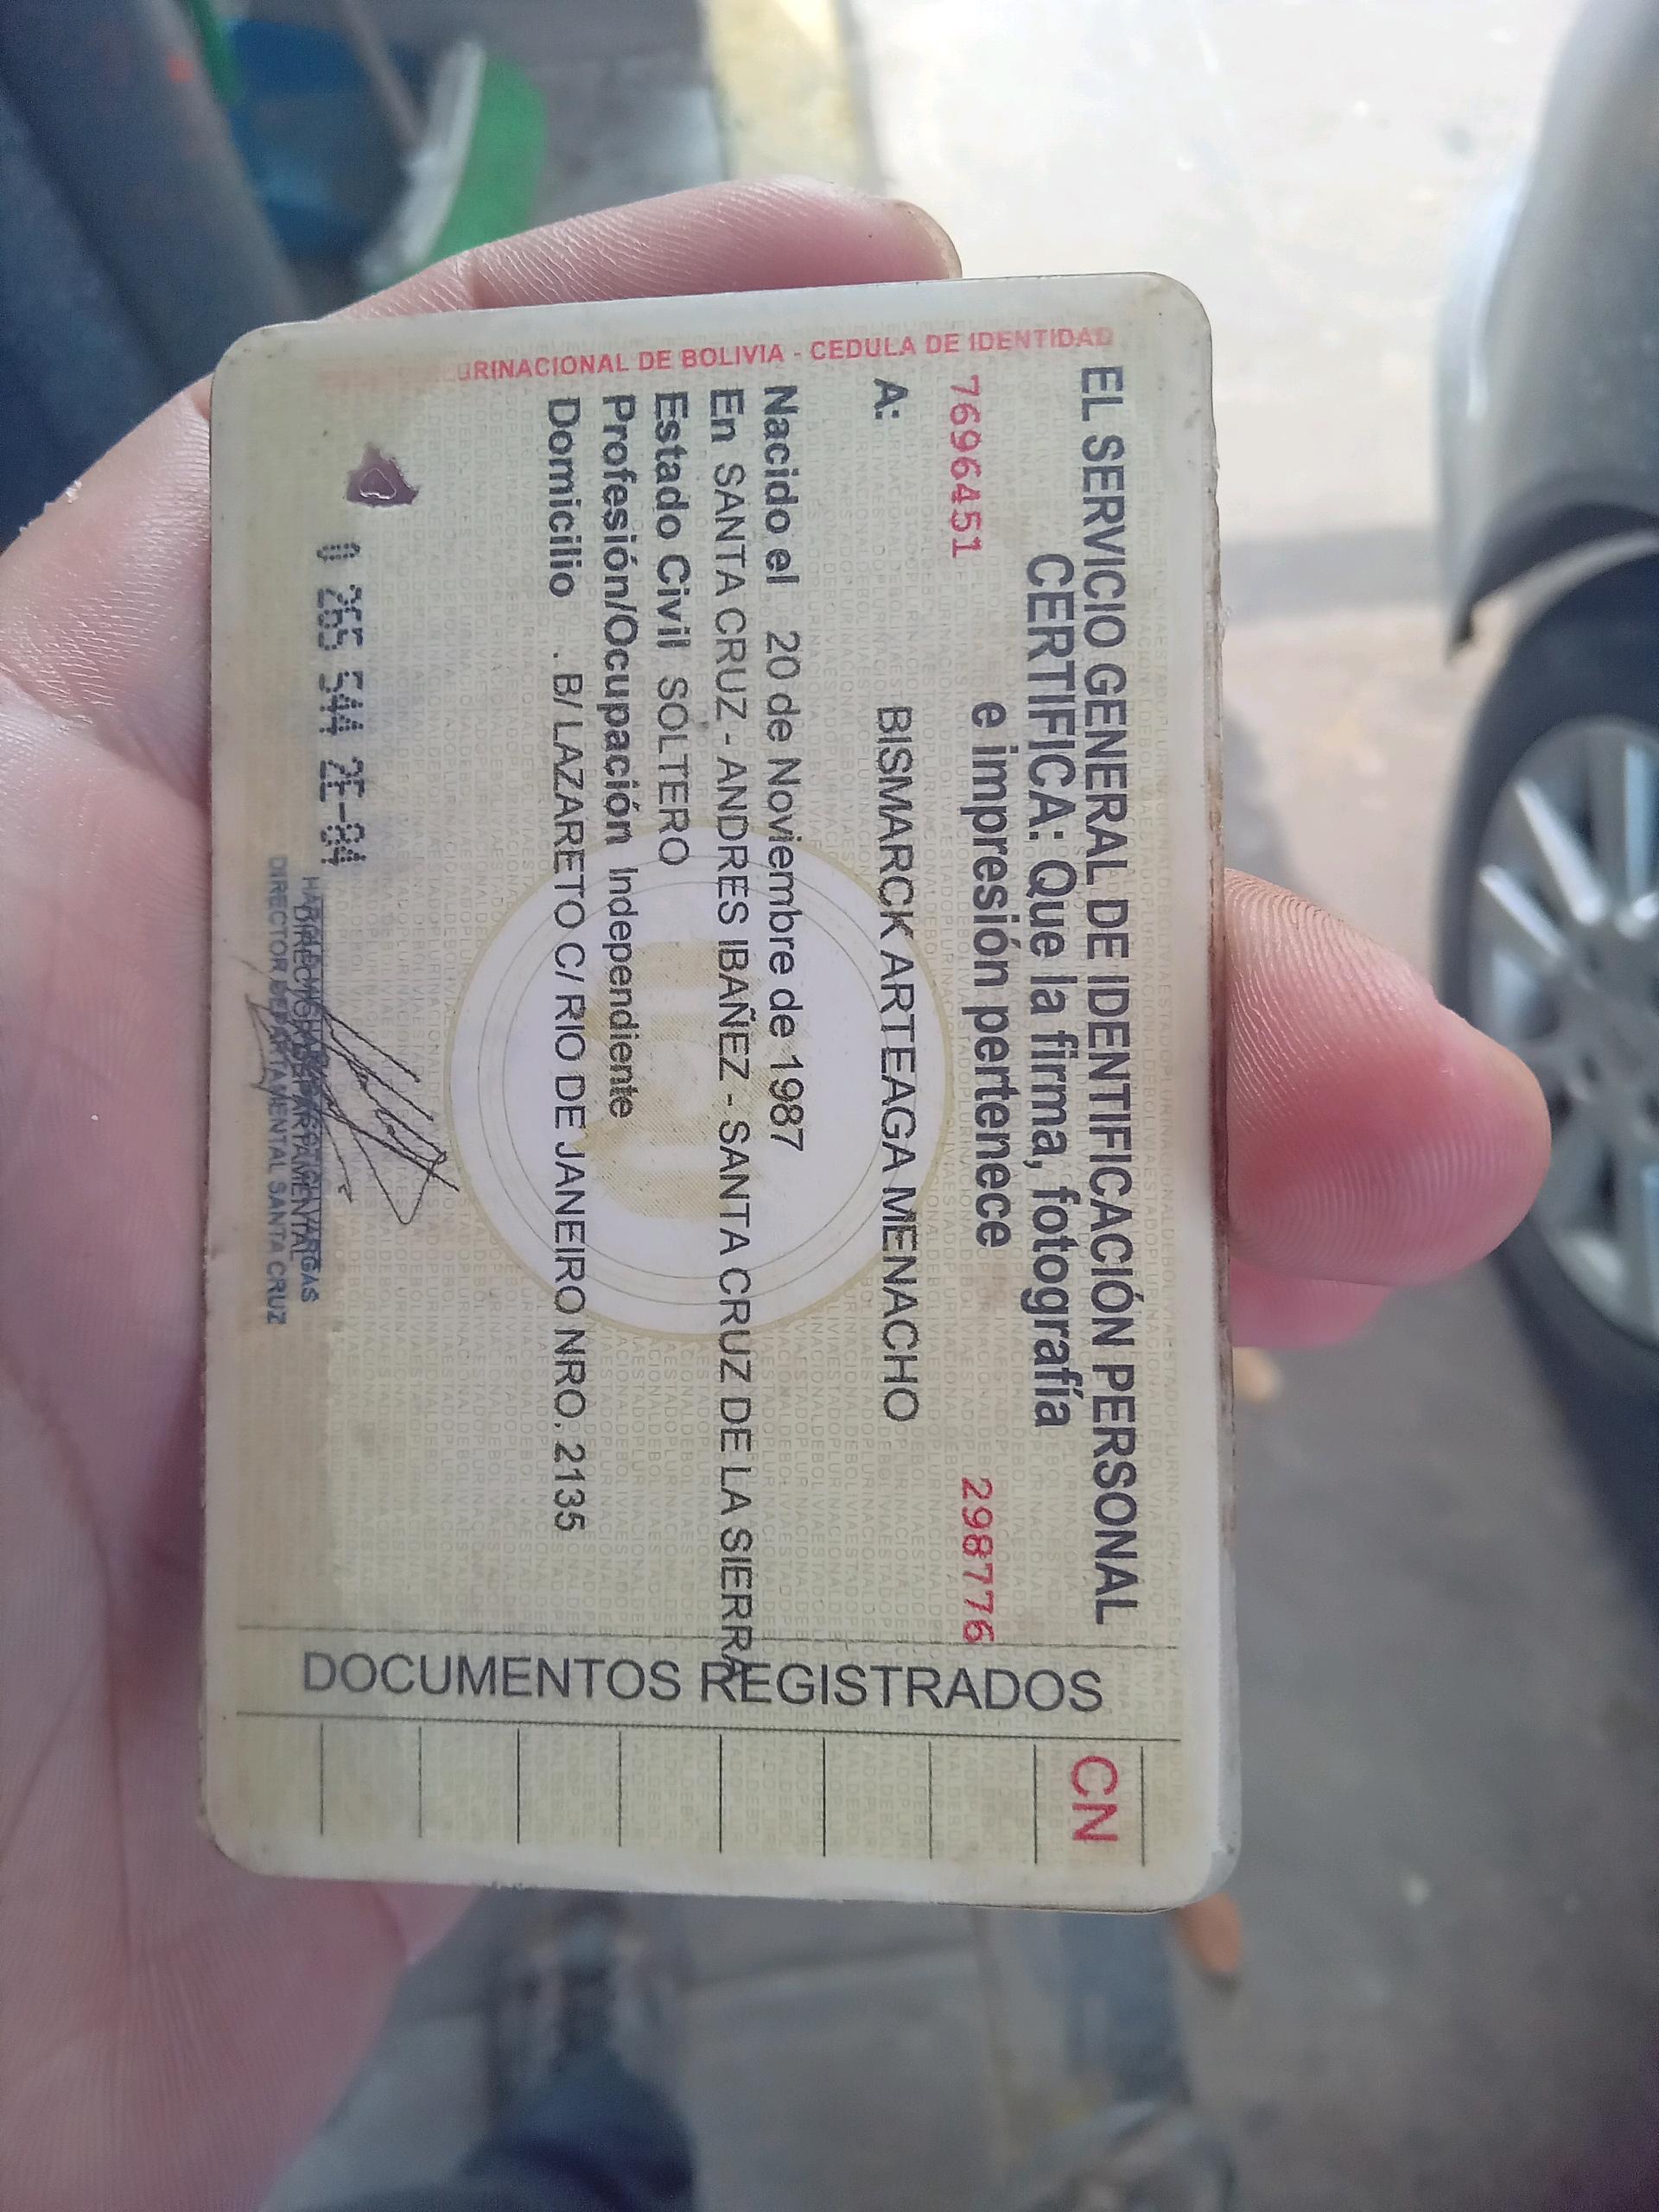 EL SERVICIO GENERAL DE IDENTIFICACIÓN PERSONAL
CERTIFICA: Que la firma, fotografía
e impresión pertenece
7696451
298776
A: BISMARCK ARTEAGA MENACHO
Nacido el 20 de Noviembre de 1987
En SANTA CRUZ - ANDRES IBAÑEZ - SANTA CRUZ DE LA SIERRA
Estado Civil SOLTERO
Profesión/Ocupación Independiente
Domicilio . B/ LAZARETO C/ RIO DE JANEIRO NRO. 2135
0 265 544 2E-84
DIRECTOR DEPARTAMENTAL SANTA CRUZ
URINACIONAL DE BOLIVIA - CEDULA DE IDENTIDAD
DOCUMENTOS REGISTRADOS
CN